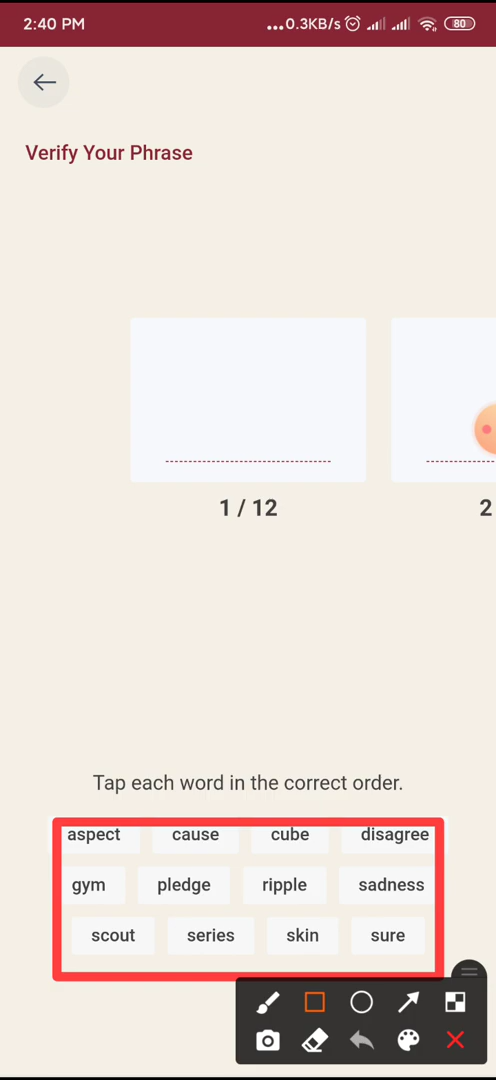 2:40 PM ...0.3KB/s 80
Verify Your Phrase
1 / 12 2
Tap each word in the correct order.
aspect cause cube disagree
gym pledge ripple sadness
scout series skin sure